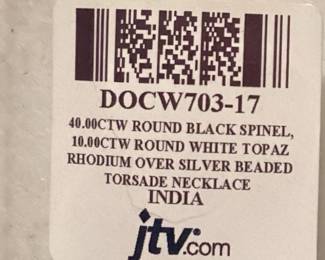 DOCW703-17
40.00CTW ROUND BLACK SPINEL,
10.00CTW ROUND WHITE TOPAZ
RHODIUM OVER SILVER BEADED
TORSADE NECKLACE
INDIA
jtv.com